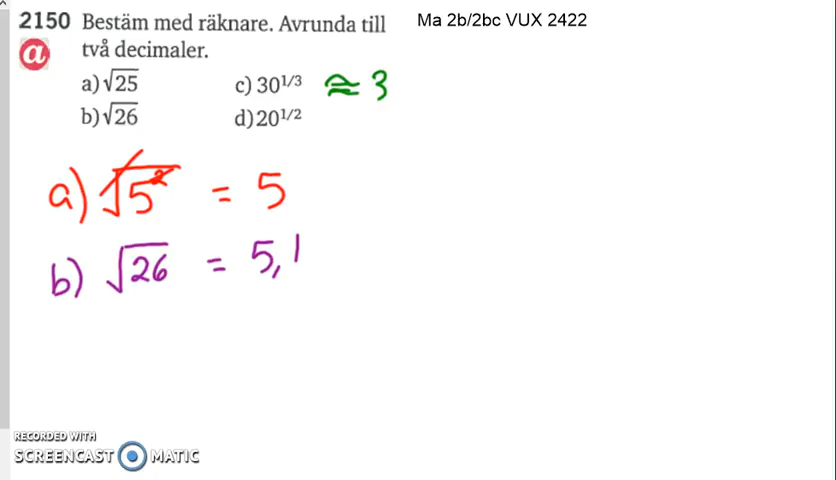 2150 Bestäm med räknare. Avrunda till Ma 2b/2bc VUX 2422
a två decimaler.
a) √25 c) 30^1/3 ≅ 3
b) √26 d) 20^1/2
a) √5² = 5
b) √26 = 5,1
RECORDED WITH
SCREENCAST MATIC